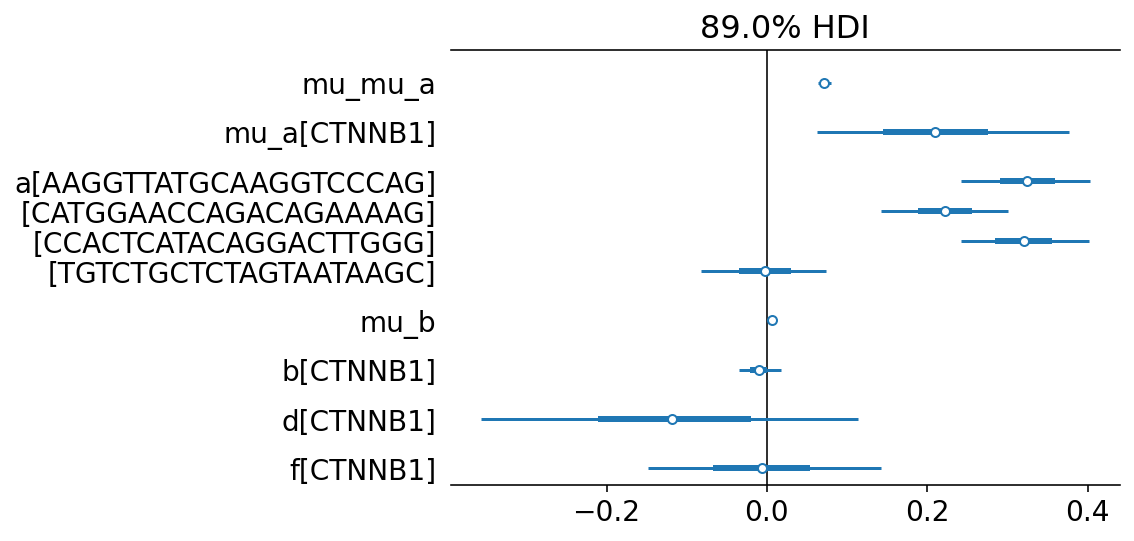 89.0% HDI
mu_mu_a
mu_a[CTNNB1]
a[AAGGTTATGCAAGGTCCCAG]
[CATGGAACCAGACAGAAAAG]
[CCACTCATACAGGACTTGGG]
[TGTCTGCTCTAGTAATAAGC]
mu_b
b[CTNNB1]
d[CTNNB1]
f[CTNNB1]
−0.2 0.0 0.2 0.4